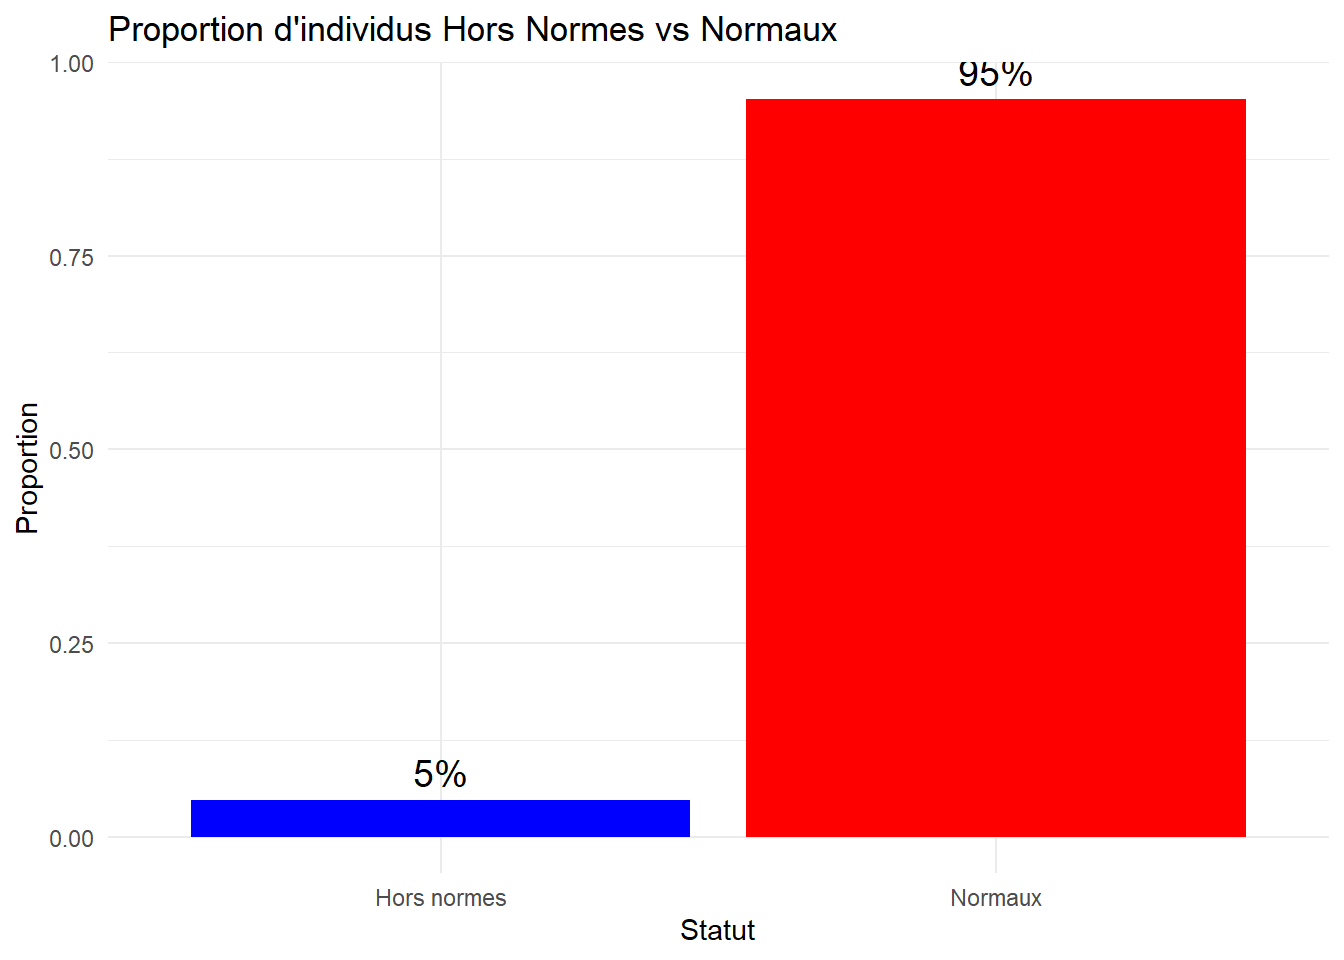 Proportion d'individus Hors Normes vs Normaux
1.00
95%
0.75
0.50
Proportion
0.25
5%
0.00
Hors normes
Normaux
Statut